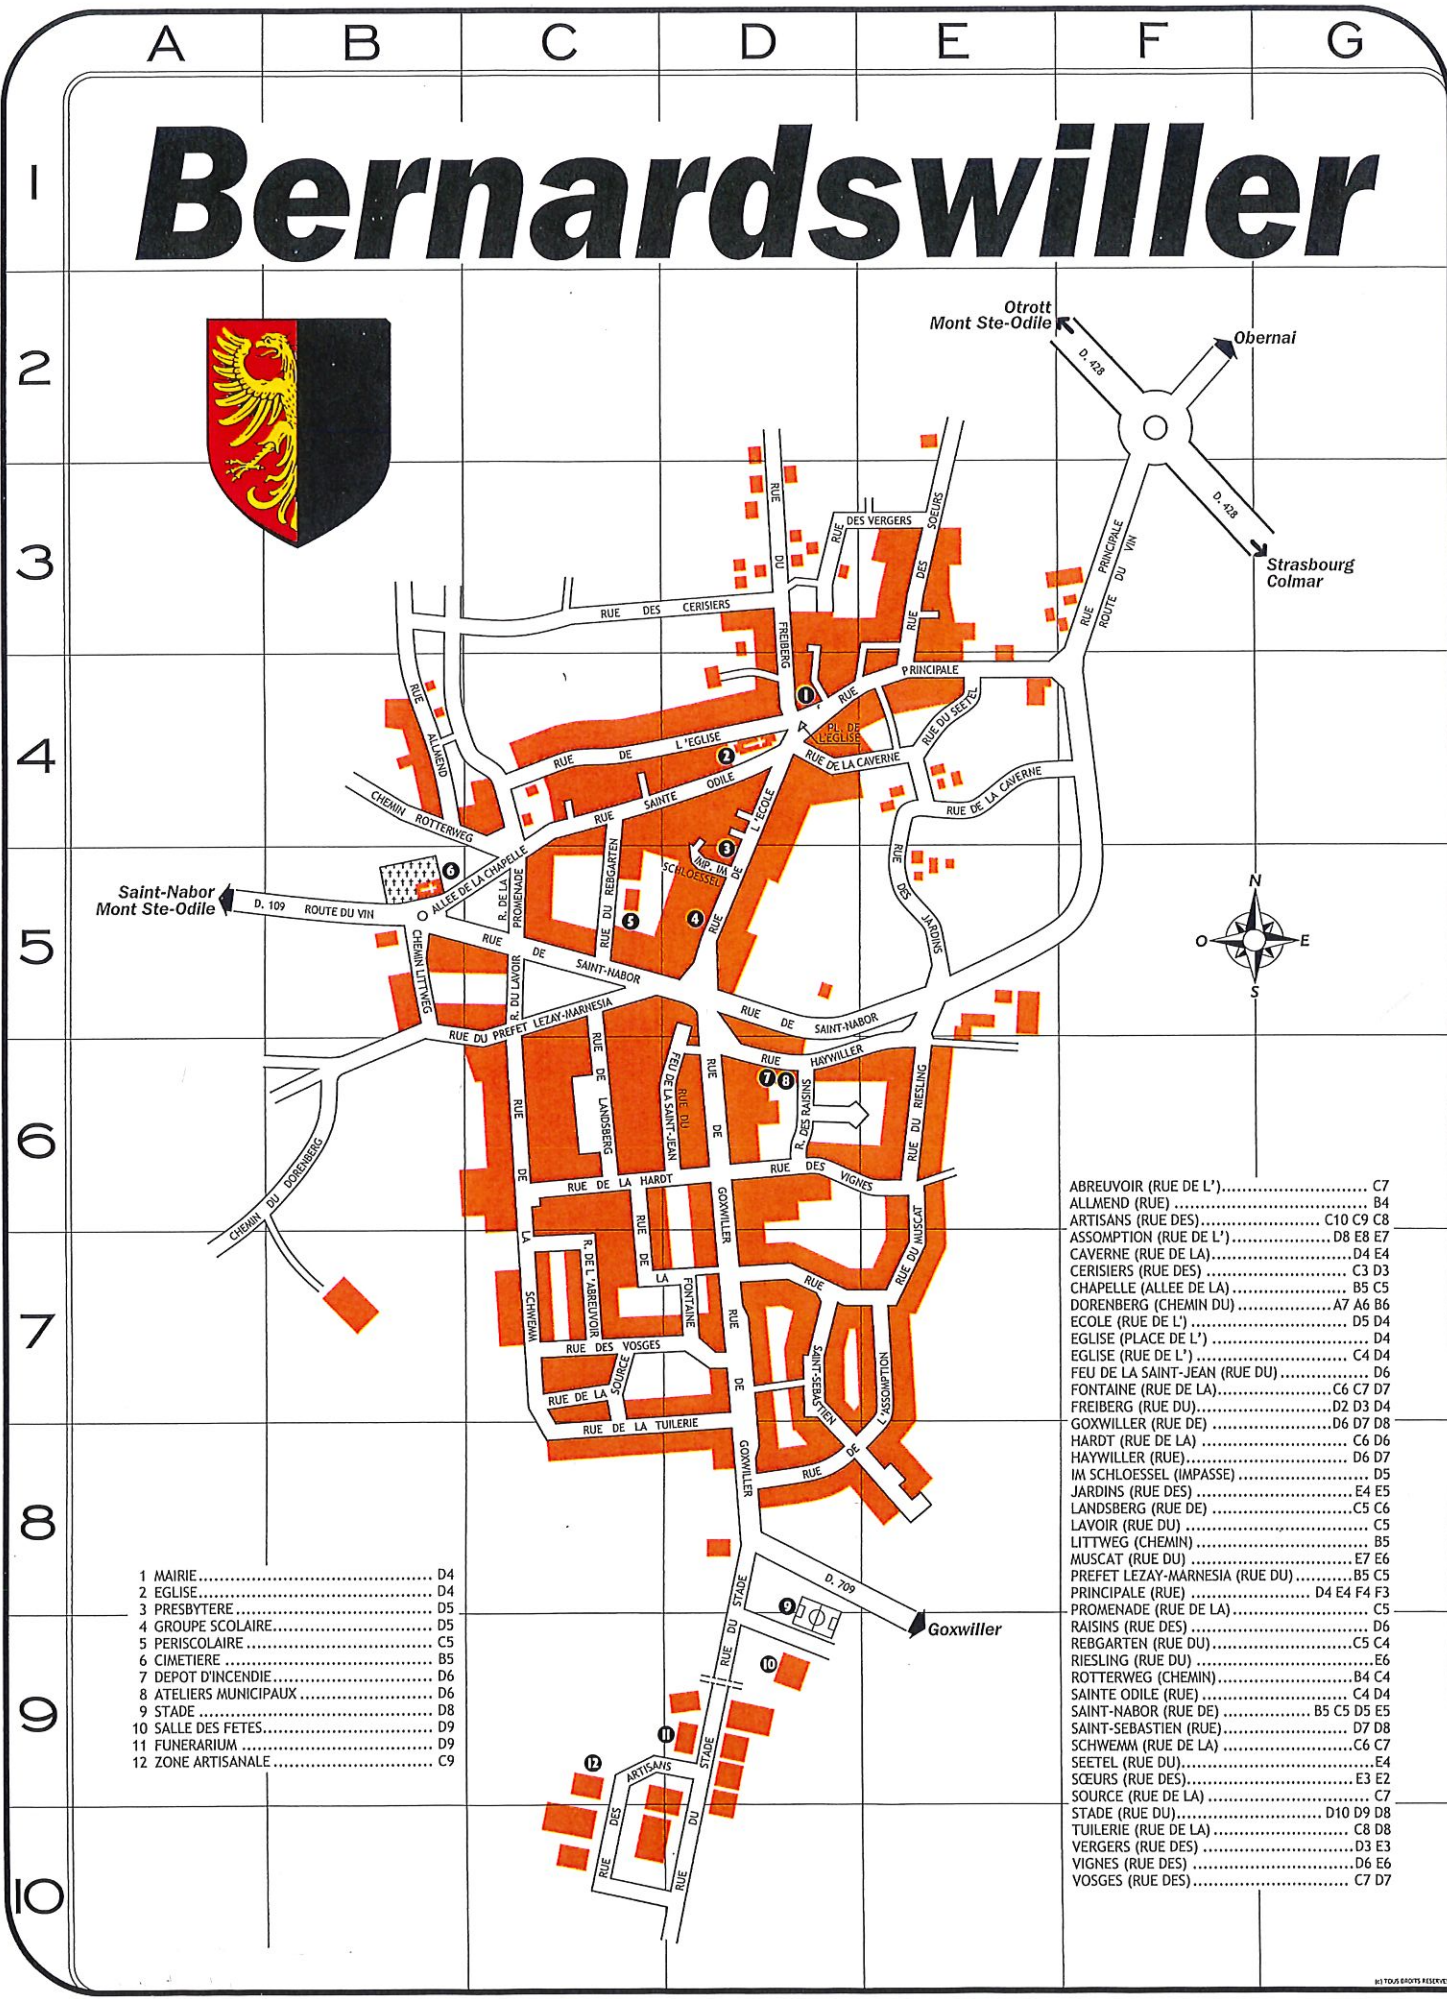 A B C D E F G
1
Bernardswiller
2
Otrott
Mont Ste-Odile
Obernai
D. 428
D. 428
Strasbourg
Colmar
3
RUE DU FREIBERG
RUE DES VERGERS
RUE DES SOEURS
RUE PRINCIPALE
ROUTE DU VIN
RUE DES CERISIERS
4
RUE ALLMEND
CHEMIN ROTTERWEG
RUE DE L'EGLISE
1
RUE PRINCIPALE
PL. DE
L'EGLISE
RUE DU SEETEL
2
RUE DE LA CAVERNE
RUE DE LA CAVERNE
RUE SAINTE ODILE
RUE DE L'ECOLE
3
IMP. IM
SCHLOESSEL
RUE DES JARDINS
5
Saint-Nabor
Mont Ste-Odile
D. 109 ROUTE DU VIN
6
ALLEE DE LA CHAPELLE
R. DE LA
PROMENADE
RUE DU REBGARTEN
5
4
CHEMIN LITTWEG
RUE DE SAINT-NABOR
R. DU LAVOIR
RUE DU PREFET LEZAY-MARNESIA
RUE DE SAINT-NABOR
N
O E
S
6
RUE HAYWILLER
7 8
RUE DE LANDSBERG
RUE DU
FEU DE LA SAINT-JEAN
R. DES RAISINS
RUE DU RIESLING
CHEMIN DU DORENBERG
RUE DE LA HARDT
RUE DES VIGNES
RUE DE LA SCHWEMM
RUE DE GOXWILLER
7
R. DE L'ABREUVOIR
RUE DE LA FONTAINE
RUE DU MUSCAT
RUE DES VOSGES
RUE DE LA SOURCE
RUE DE GOXWILLER
RUE SAINT-SEBASTIEN
RUE DE L'ASSOMPTION
RUE DE LA TUILERIE
8
D. 709
Goxwiller
RUE DU STADE
9
9
10
11
12
RUE DES ARTISANS
RUE DU STADE
10
1 MAIRIE.......... D4
2 EGLISE.......... D4
3 PRESBYTERE.......... D5
4 GROUPE SCOLAIRE.......... D5
5 PERISCOLAIRE.......... C5
6 CIMETIERE .......... B5
7 DEPOT D'INCENDIE.......... D6
8 ATELIERS MUNICIPAUX .......... D6
9 STADE .......... D8
10 SALLE DES FETES.......... D9
11 FUNERARIUM .......... D9
12 ZONE ARTISANALE .......... C9
ABREUVOIR (RUE DE L').......... C7
ALLMEND (RUE) .......... B4
ARTISANS (RUE DES).......... C10 C9 C8
ASSOMPTION (RUE DE L') .......... D8 E8 E7
CAVERNE (RUE DE LA).......... D4 E4
CERISIERS (RUE DES) .......... C3 D3
CHAPELLE (ALLEE DE LA) .......... B5 C5
DORENBERG (CHEMIN DU) .......... A7 A6 B6
ECOLE (RUE DE L') .......... D5 D4
EGLISE (PLACE DE L') .......... D4
EGLISE (RUE DE L') .......... C4 D4
FEU DE LA SAINT-JEAN (RUE DU) .......... D6
FONTAINE (RUE DE LA).......... C6 C7 D7
FREIBERG (RUE DU).......... D2 D3 D4
GOXWILLER (RUE DE) .......... D6 D7 D8
HARDT (RUE DE LA) .......... C6 D6
HAYWILLER (RUE).......... D6 D7
IM SCHLOESSEL (IMPASSE) .......... D5
JARDINS (RUE DES) .......... E4 E5
LANDSBERG (RUE DE) .......... C5 C6
LAVOIR (RUE DU) .......... C5
LITTWEG (CHEMIN) .......... B5
MUSCAT (RUE DU) .......... E7 E6
PREFET LEZAY-MARNESIA (RUE DU) .......... B5 C5
PRINCIPALE (RUE) .......... D4 E4 F4 F3
PROMENADE (RUE DE LA) .......... C5
RAISINS (RUE DES) .......... D6
REBGARTEN (RUE DU) .......... C5 C4
RIESLING (RUE DU) .......... E6
ROTTERWEG (CHEMIN) .......... B4 C4
SAINTE ODILE (RUE) .......... C4 D4
SAINT-NABOR (RUE DE) .......... B5 C5 D5 E5
SAINT-SEBASTIEN (RUE) .......... D7 D8
SCHWEMM (RUE DE LA) .......... C6 C7
SEETEL (RUE DU).......... E4
SŒURS (RUE DES).......... E3 E2
SOURCE (RUE DE LA) .......... C7
STADE (RUE DU).......... D10 D9 D8
TUILERIE (RUE DE LA) .......... C8 D8
VERGERS (RUE DES) .......... D3 E3
VIGNES (RUE DES) .......... D6 E6
VOSGES (RUE DES).......... C7 D7
(c) TOUS DROITS RESERVE